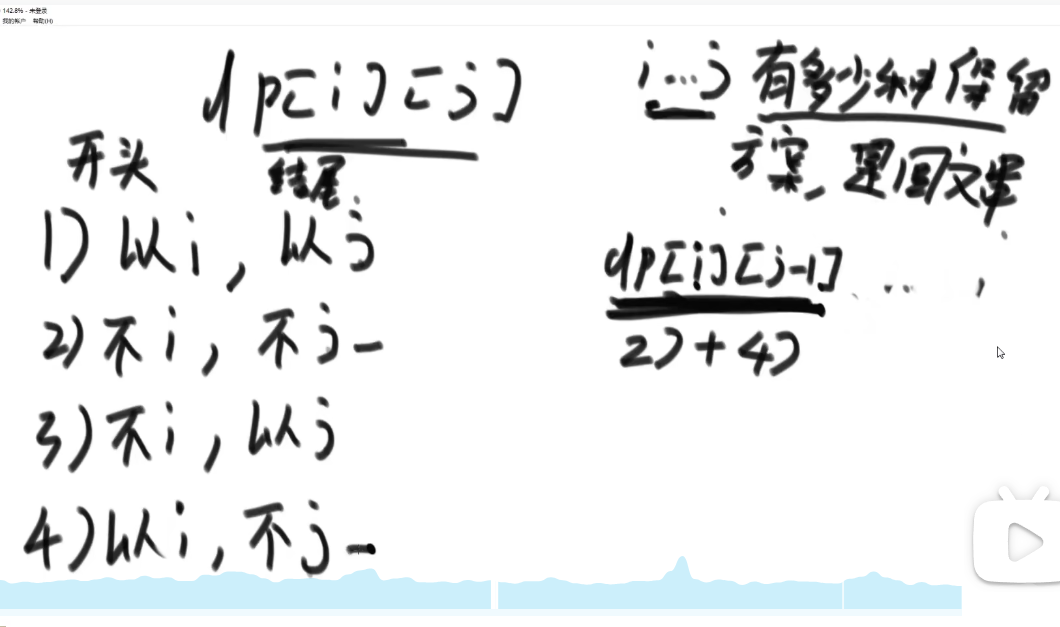 142.8% - 未登录
我的帐户 帮助(H)
dp[i][j]
i...j 有多少种保留
方案, 是回文串
开头
结尾
1) 以i, 以j
dp[i][j-1]
2) 不i, 不j
2)+4)
3) 不i, 以j
4) 以i, 不j